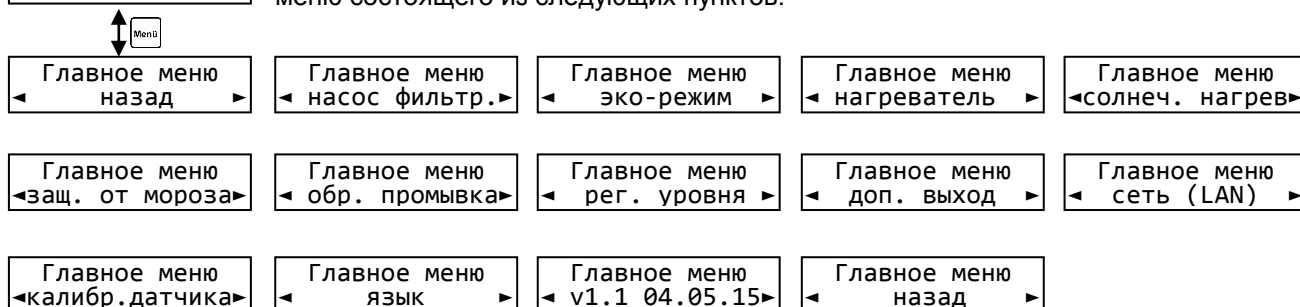 меню состоящего из следующих пунктов:
Menü
Главное меню Главное меню Главное меню Главное меню Главное меню
◄ назад ► ◄ насос фильтр.► ◄ эко-режим ► ◄ нагреватель ► ◄солнеч. нагрев►
Главное меню Главное меню Главное меню Главное меню Главное меню
◄защ. от мороза► ◄ обр. промывка► ◄ рег. уровня ► ◄ доп. выход ► ◄ сеть (LAN) ►
Главное меню Главное меню Главное меню Главное меню
◄калибр.датчика► ◄ язык ► ◄ v1.1 04.05.15► ◄ назад ►